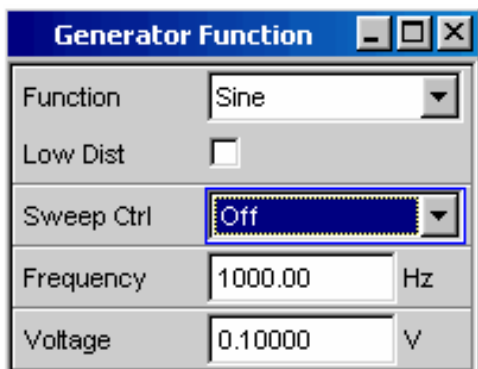 Generator Function
Function Sine
Low Dist
Sweep Ctrl Off
Frequency 1000.00 Hz
Voltage 0.10000 V